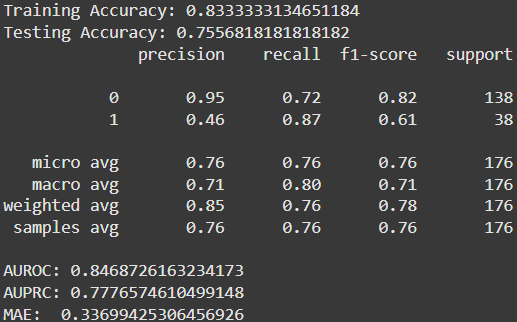 Training Accuracy: 0.8333333134651184
Testing Accuracy: 0.7556818181818182
precision recall f1-score support
0 0.95 0.72 0.82 138
1 0.46 0.87 0.61 38
micro avg 0.76 0.76 0.76 176
macro avg 0.71 0.80 0.71 176
weighted avg 0.85 0.76 0.78 176
samples avg 0.76 0.76 0.76 176
AUROC: 0.8468726163234173
AUPRC: 0.7776574610499148
MAE: 0.33699425306456926